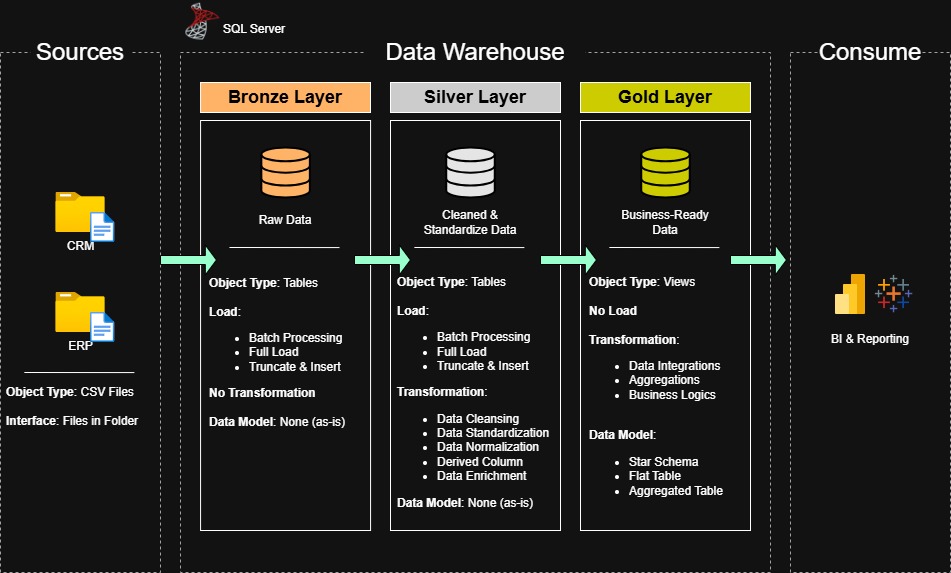 SQL Server
Sources
Data Warehouse
Consume
CRM
ERP
Object Type: CSV Files
Interface: Files in Folder
Bronze Layer
Raw Data
Object Type: Tables
Load:
Batch Processing
Full Load
Truncate & Insert
No Transformation
Data Model: None (as-is)
Silver Layer
Cleaned &
Standardize Data
Object Type: Tables
Load:
Batch Processing
Full Load
Truncate & Insert
Transformation:
Data Cleansing
Data Standardization
Data Normalization
Derived Column
Data Enrichment
Data Model: None (as-is)
Gold Layer
Business-Ready
Data
Object Type: Views
No Load
Transformation:
Data Integrations
Aggregations
Business Logics
Data Model:
Star Schema
Flat Table
Aggregated Table
BI & Reporting